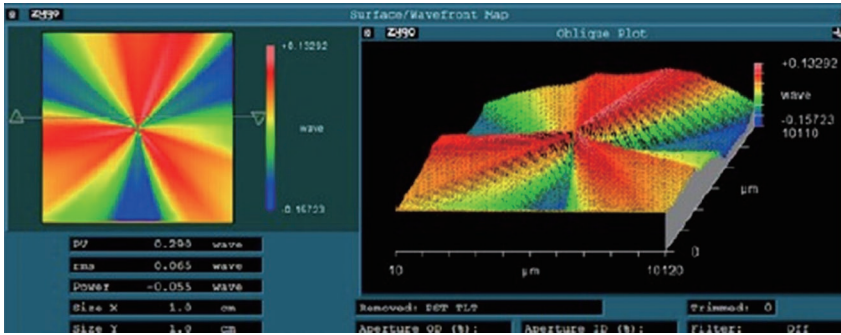 zygo Surface/Wavefront Map
+0.13292
wave
-0.15723
PV 0.290 wave
rms 0.065 wave
Power -0.055 wave
Size X 1.0 cm
Size Y 1.0 cm
zygo Oblique Plot
+0.13292
wave
-0.15723
10110
µm
0
10 µm 10120
Removed: PST TLT
Trimmed: 0
Aperture OD (%):
Aperture ID (%):
Filter: Off